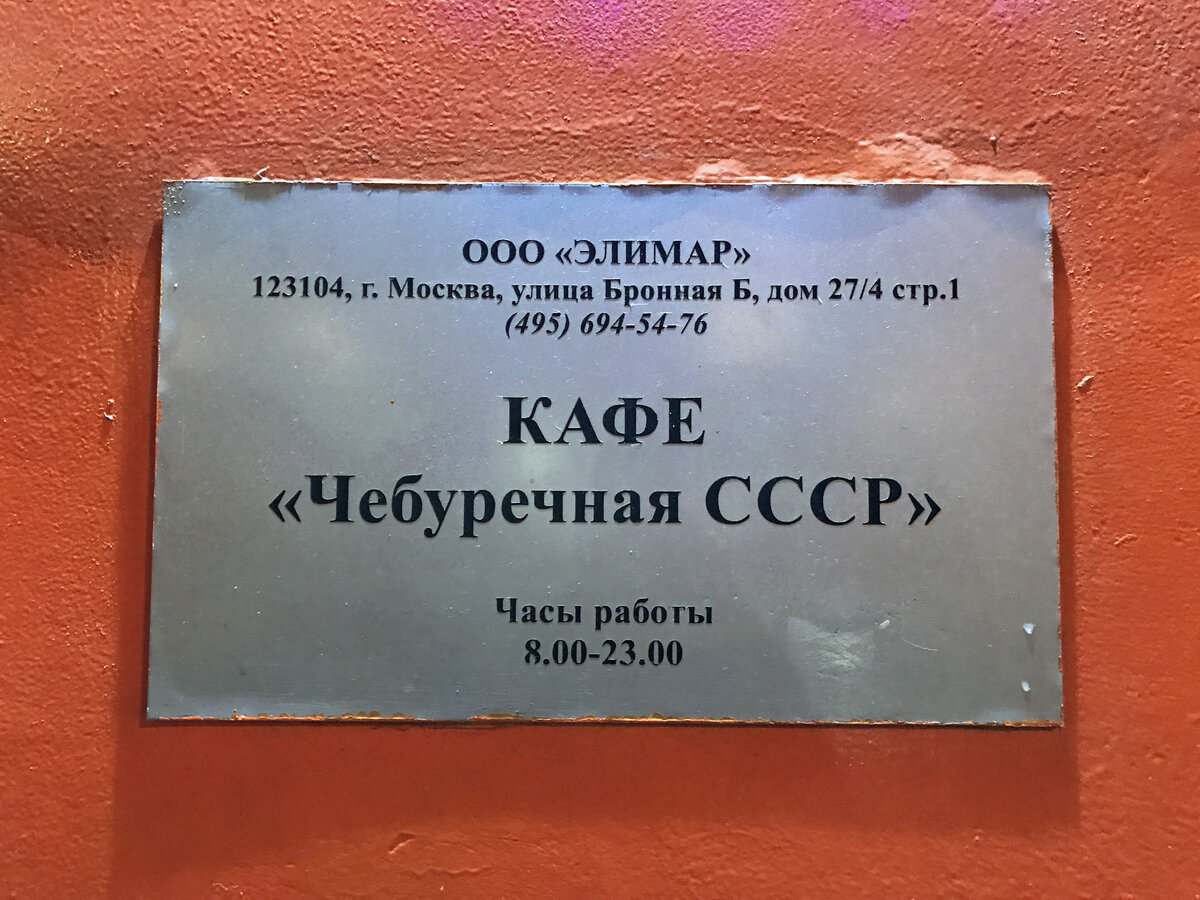 ООО «ЭЛИМАР»
123104, г. Москва, улица Бронная Б, дом 27/4 стр.1
(495) 694-54-76
КАФЕ
«Чебуречная СССР»
Часы работы
8.00-23.00